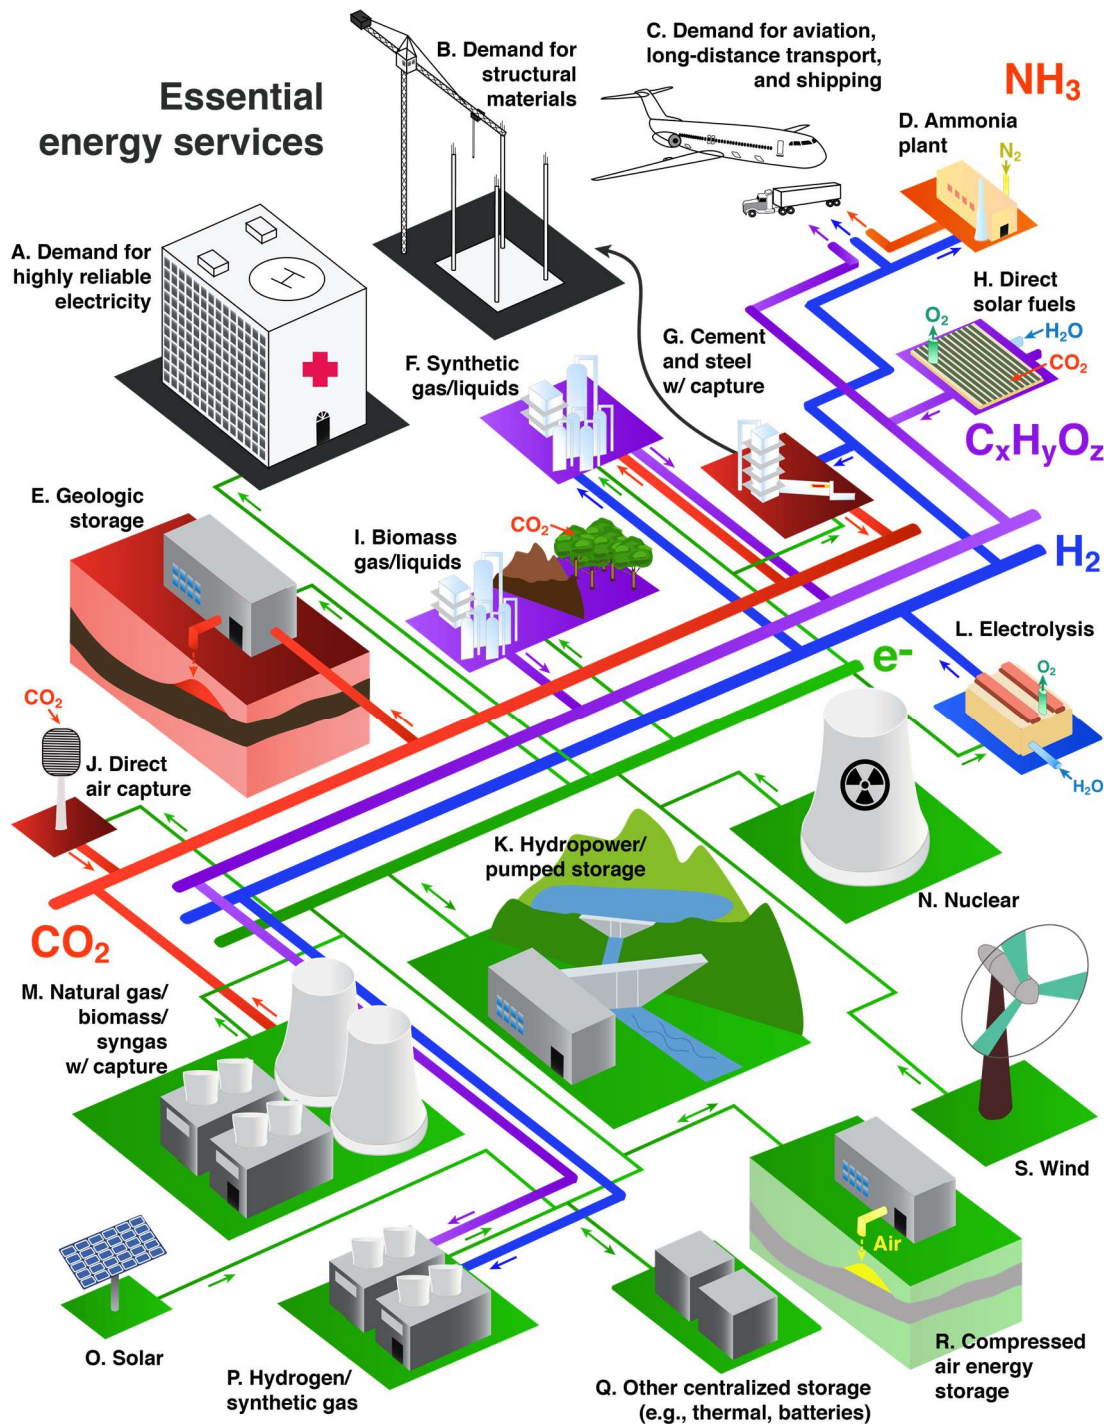 Essential
energy services
A. Demand for
highly reliable
electricity
B. Demand for
structural
materials
C. Demand for aviation,
long-distance transport,
and shipping
NH₃
D. Ammonia
plant
N₂
H
H. Direct
solar fuels
O₂
H₂O
CO₂
G. Cement
and steel
w/ capture
F. Synthetic
gas/liquids
CₓHᵧO_z
E. Geologic
storage
I. Biomass
gas/liquids
CO₂
H₂
L. Electrolysis
O₂
H₂O
e-
CO₂
J. Direct
air capture
K. Hydropower/
pumped storage
N. Nuclear
CO₂
M. Natural gas/
biomass/
syngas
w/ capture
S. Wind
Air
O. Solar
P. Hydrogen/
synthetic gas
Q. Other centralized storage
(e.g., thermal, batteries)
R. Compressed
air energy
storage